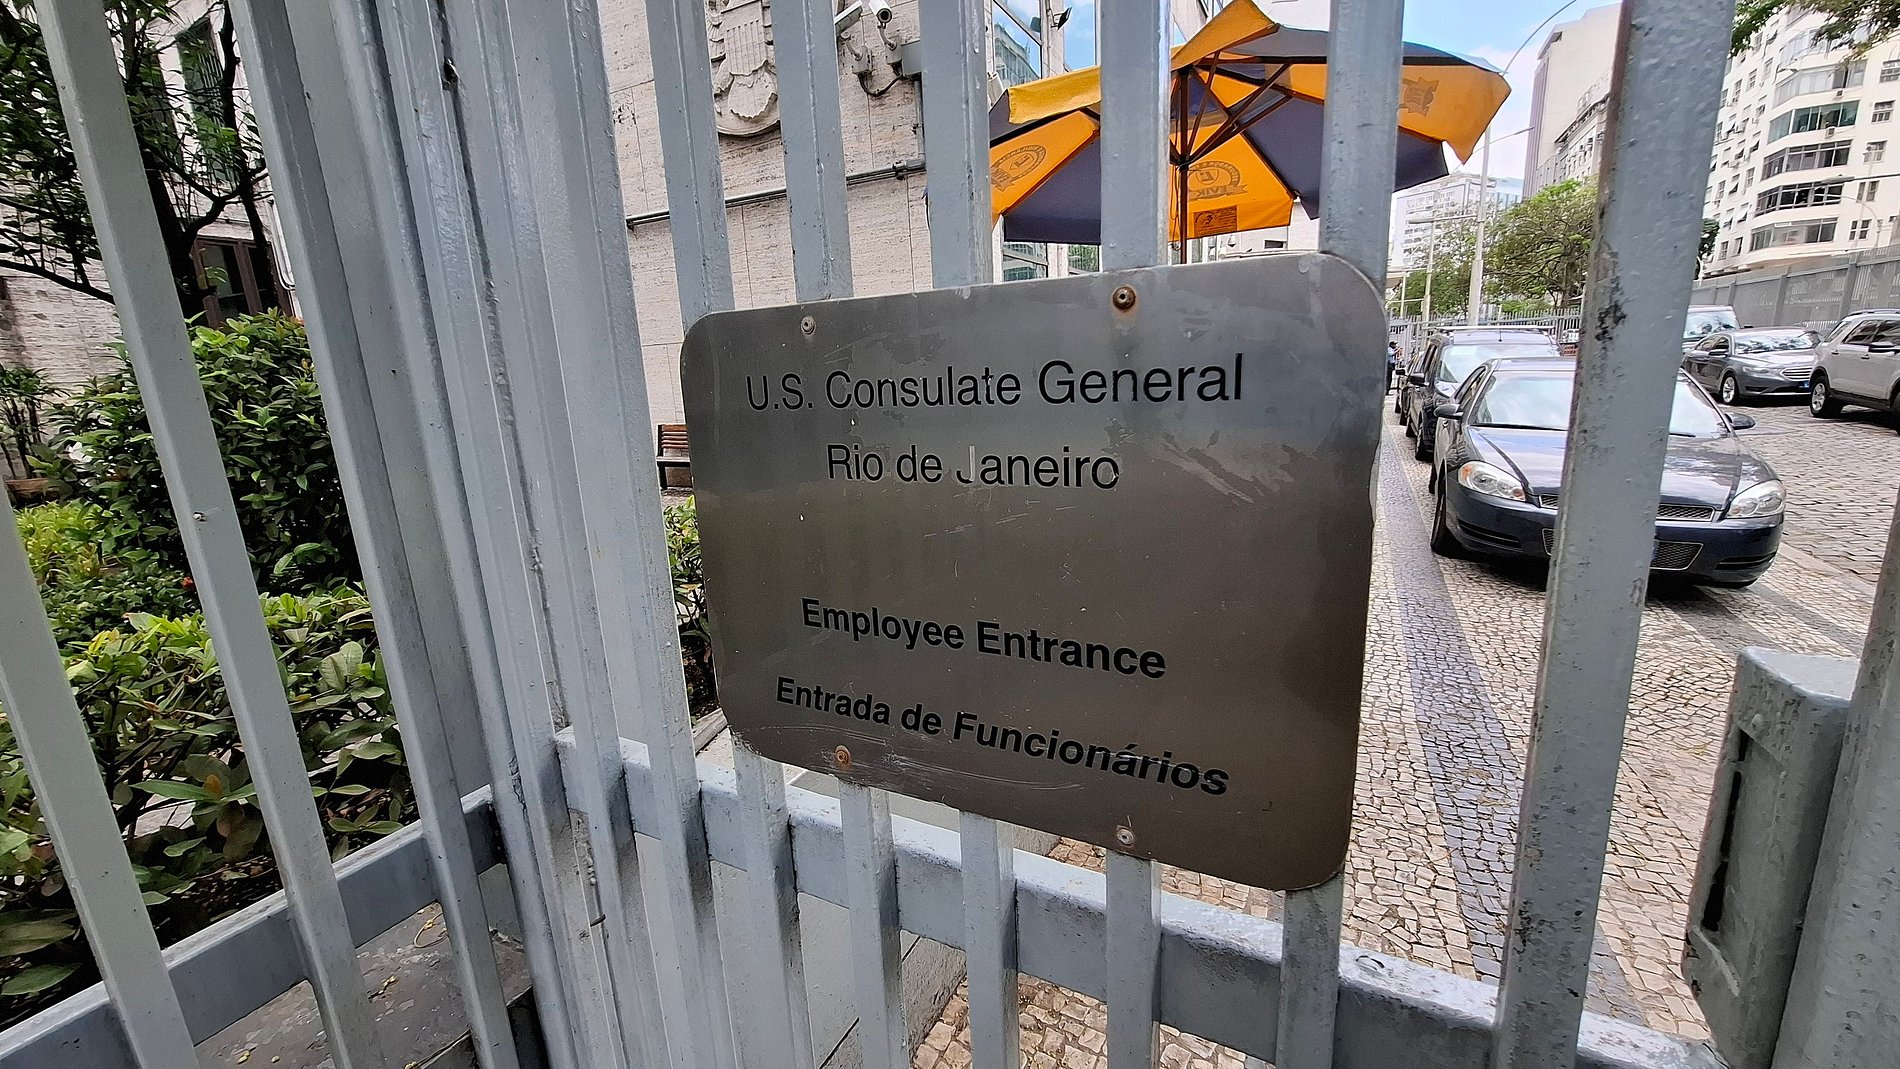 U.S. Consulate General
Rio de Janeiro
Employee Entrance
Entrada de Funcionários